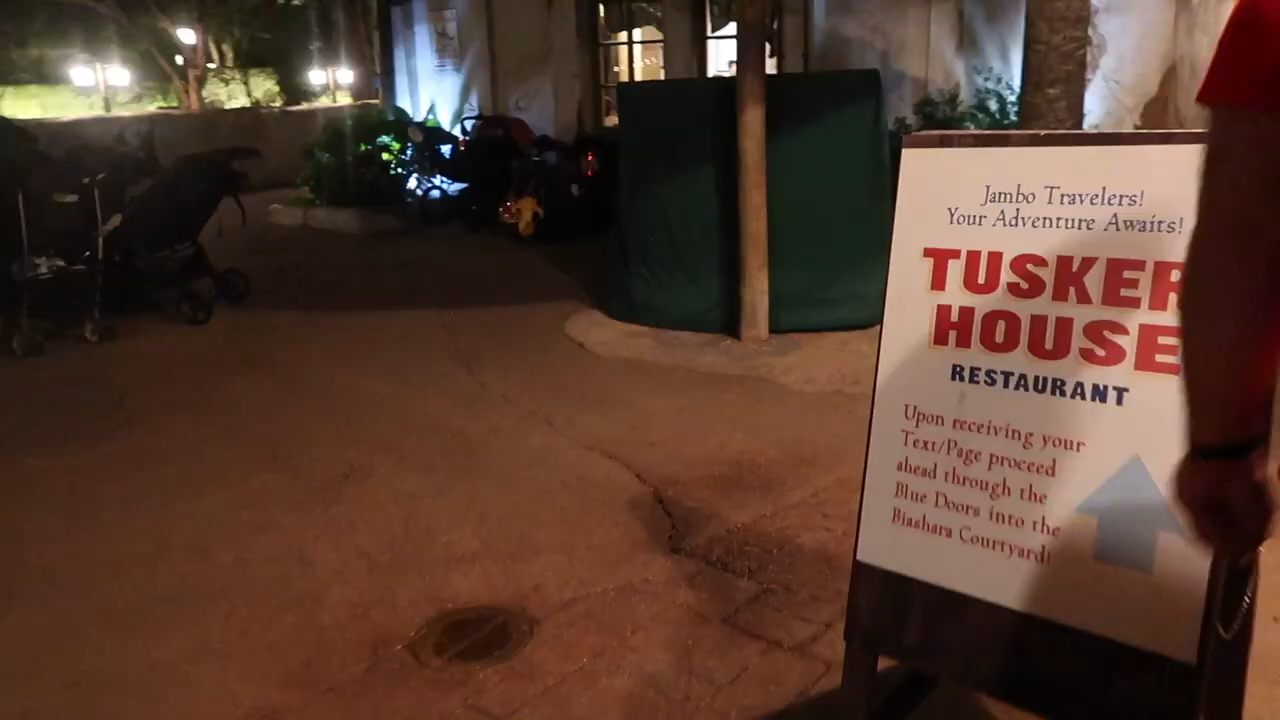 Jambo Travelers!
Your Adventure Awaits!
TUSKER
HOUSE
RESTAURANT
Upon receiving your
Text/Page proceed
ahead through the
Blue Doors into the
Biashara Courtyard!